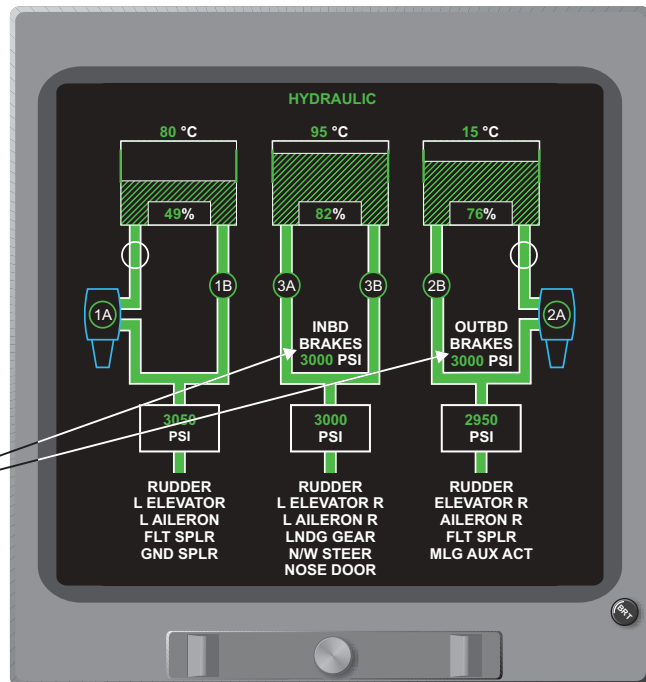 HYDRAULIC
80 °C
95 °C
15 °C
49%
82%
76%
1A
1B
3A
3B
2B
2A
INBD
BRAKES
3000 PSI
OUTBD
BRAKES
3000 PSI
3050
PSI
3000
PSI
2950
PSI
RUDDER
L ELEVATOR
L AILERON
FLT SPLR
GND SPLR
RUDDER
L ELEVATOR R
L AILERON R
LNDG GEAR
N/W STEER
NOSE DOOR
RUDDER
ELEVATOR R
AILERON R
FLT SPLR
MLG AUX ACT
BRT